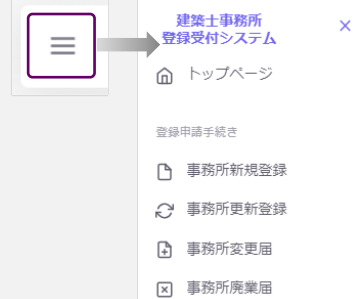 建築士事務所
登録受付システム
トップページ
登録申請手続き
事務所新規登録
事務所更新登録
事務所変更届
事務所廃業届